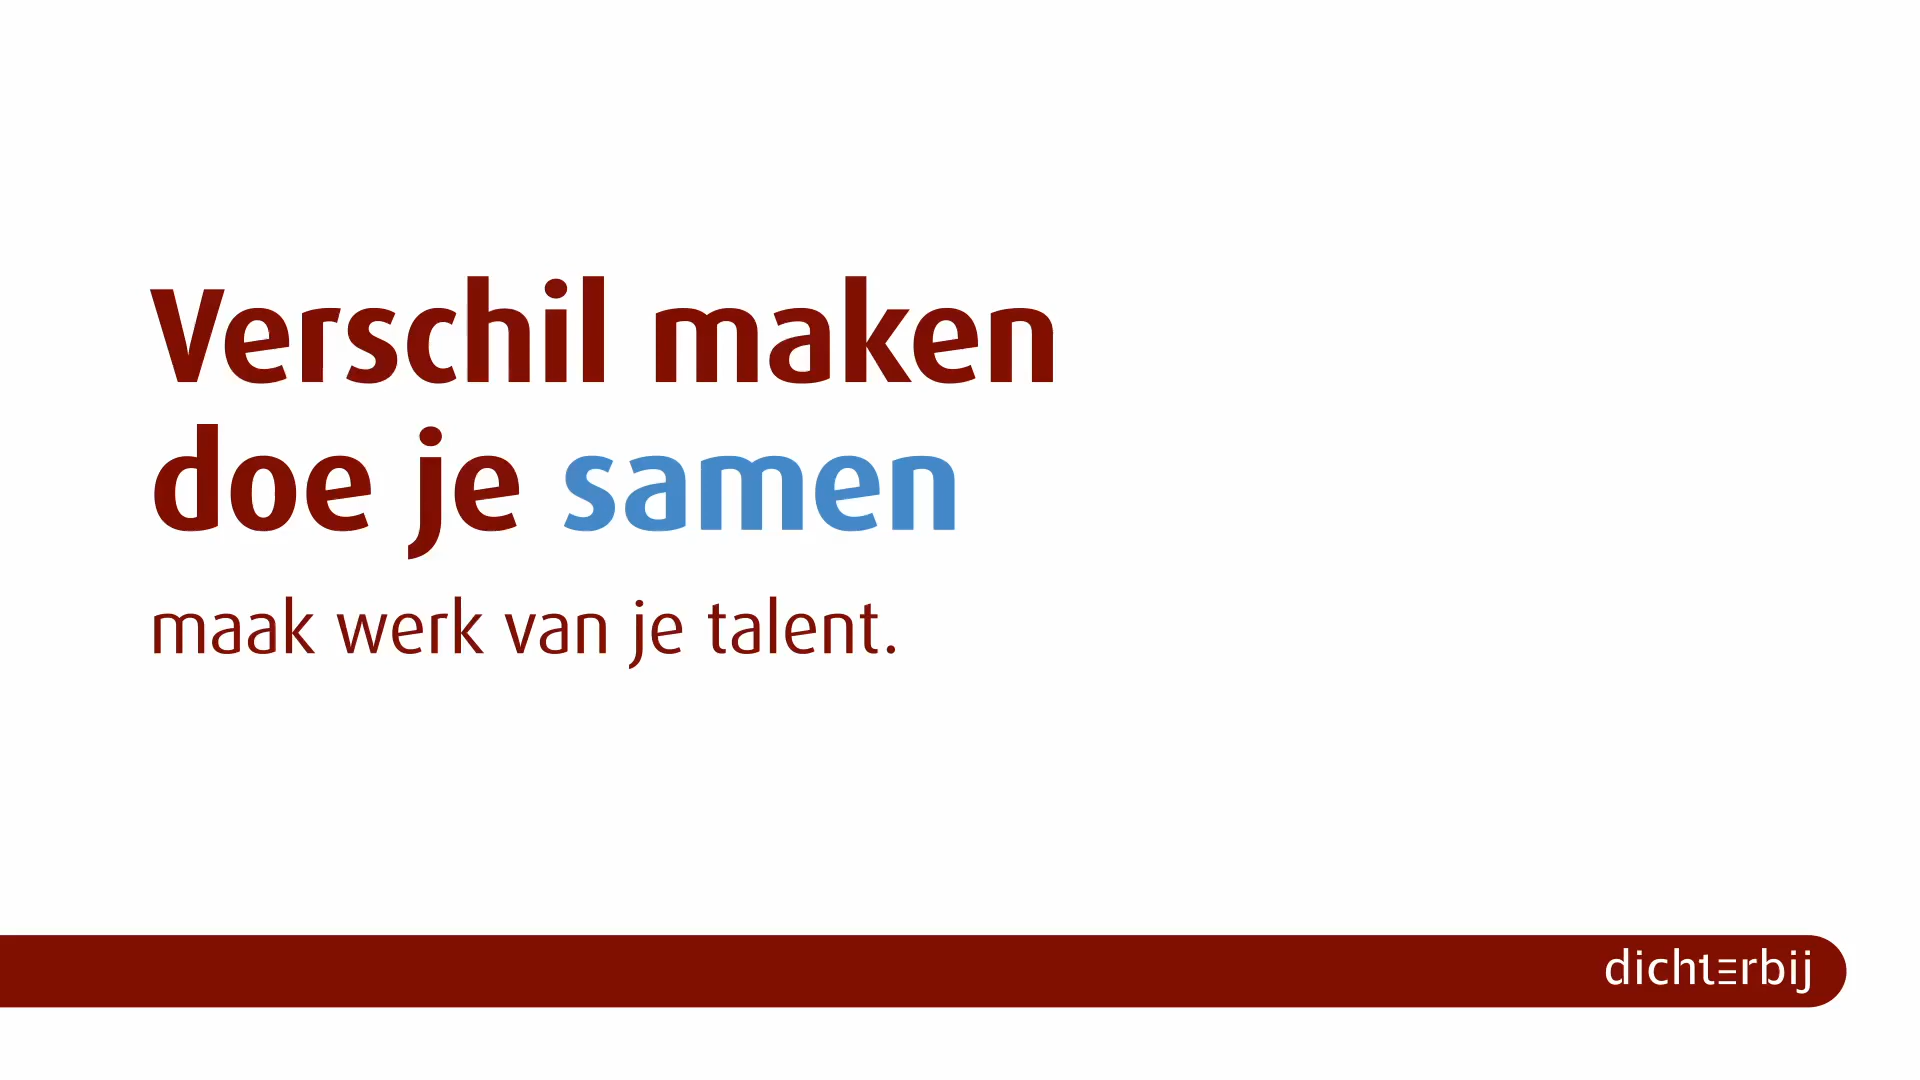 Verschil maken
doe je samen
maak werk van je talent.
dichterbij